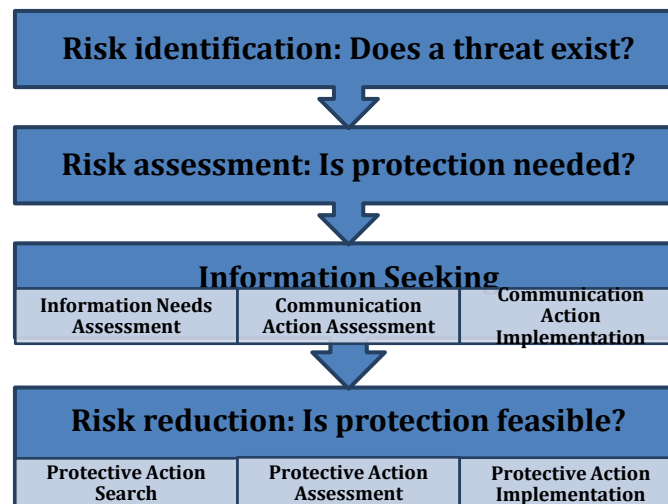 Risk identification: Does a threat exist?
Risk assessment: Is protection needed?
Information Seeking
Information Needs
Assessment
Communication
Action Assessment
Communication
Action
Implementation
Risk reduction: Is protection feasible?
Protective Action
Search
Protective Action
Assessment
Protective Action
Implementation